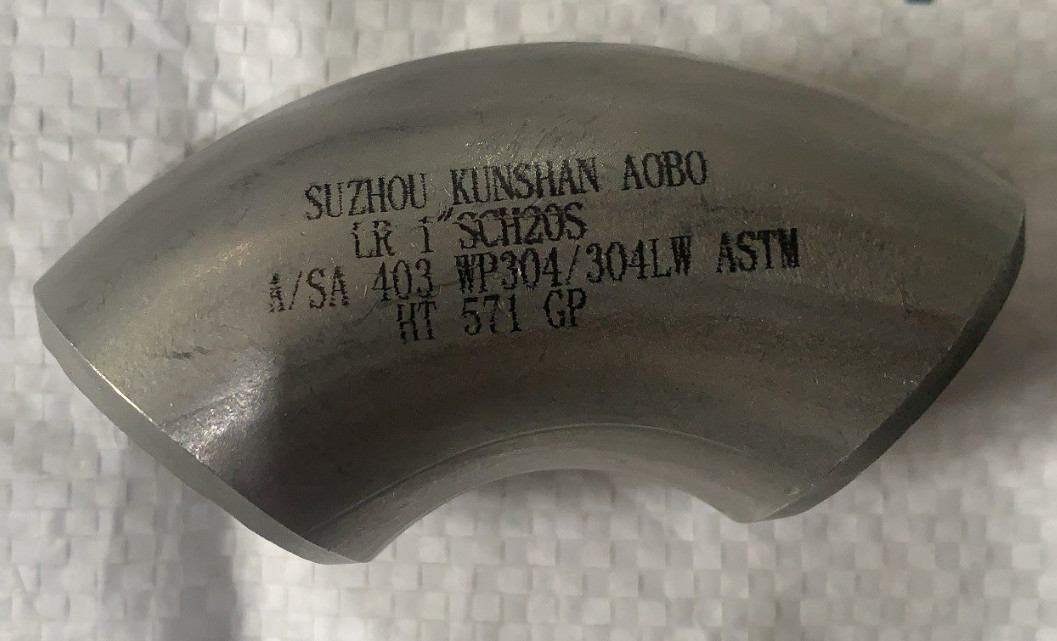 SUZHOU KUNSHAN AOBO
LR 1" SCH20S
A/SA 403 WP304/304LW ASTM
HT 571 GP